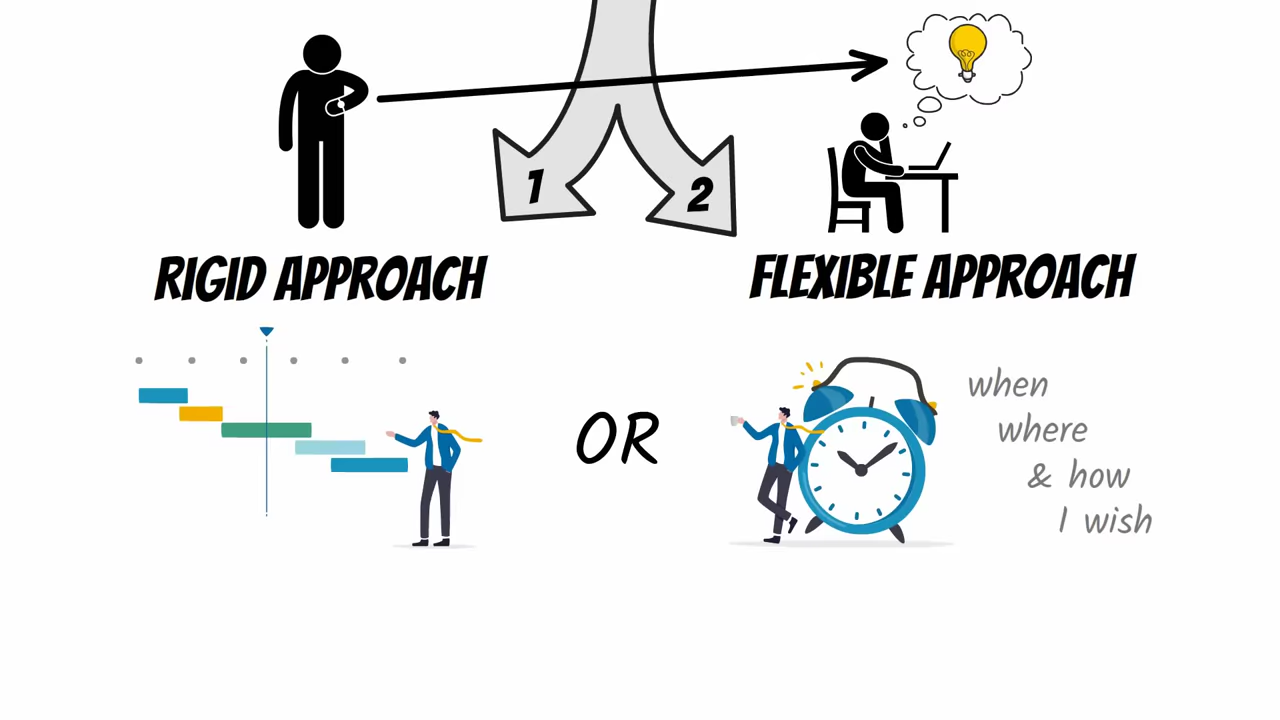 1
2
RIGID APPROACH
FLEXIBLE APPROACH
OR
when
where
& how
I wish